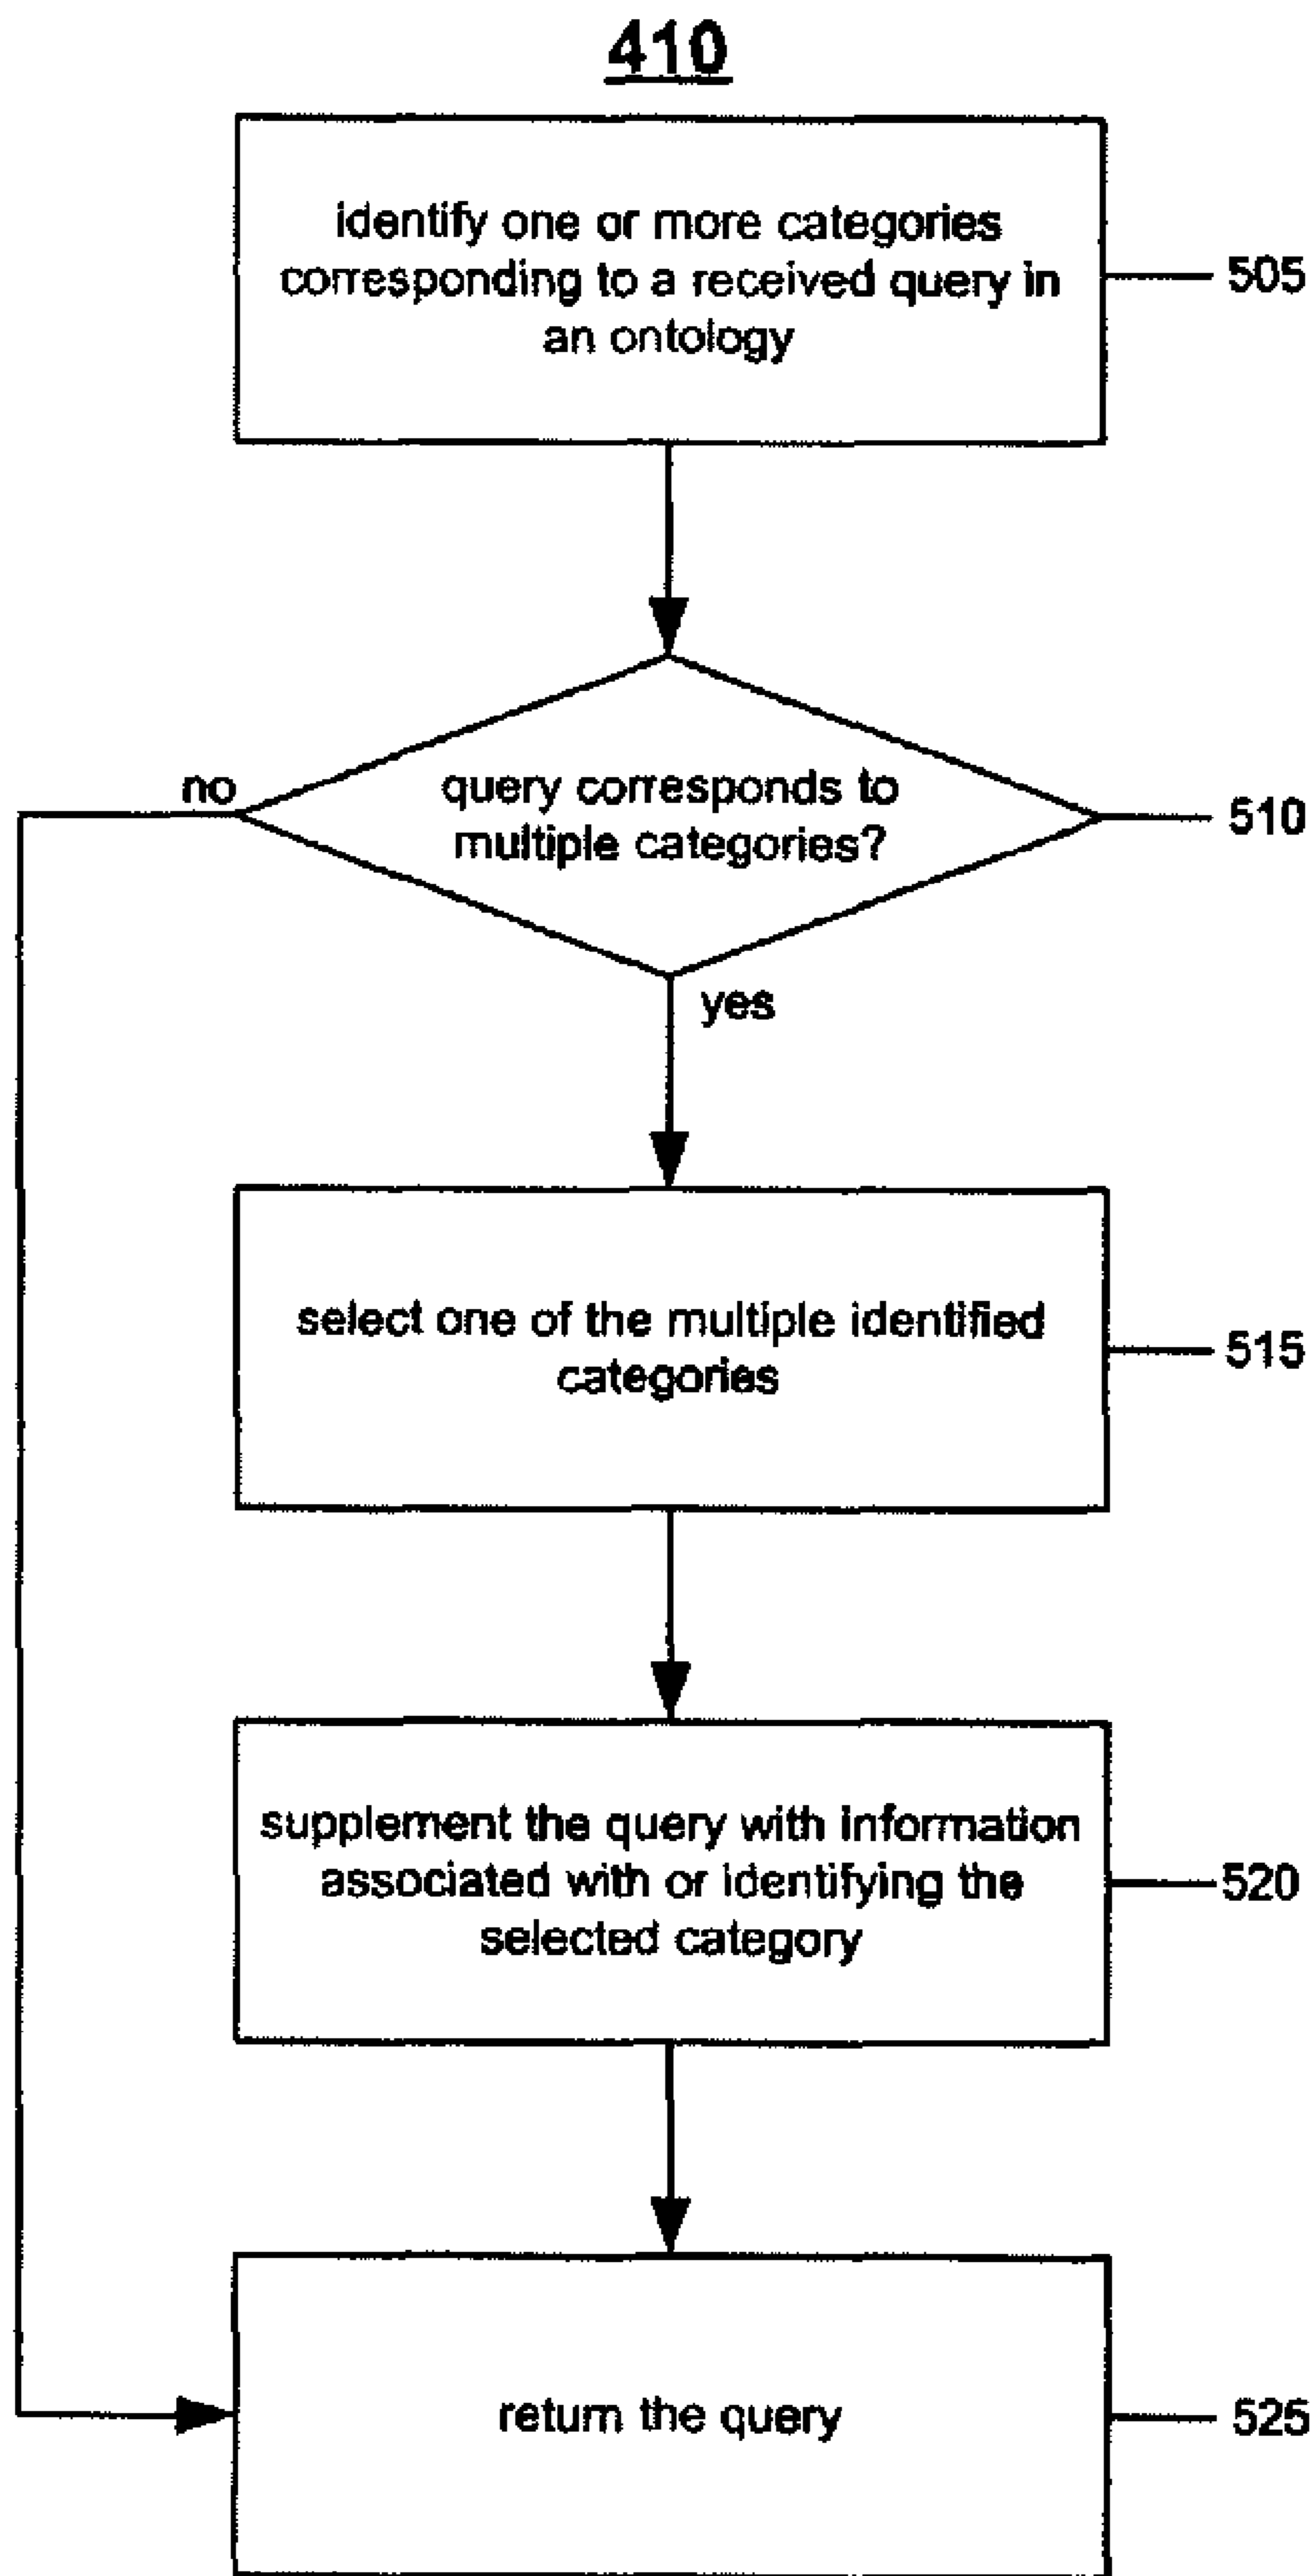 410
identify one or more categories
corresponding to a received query in
an ontology
505
no
query corresponds to
multiple categories?
510
yes
select one of the multiple identified
categories
515
supplement the query with information
associated with or identifying the
selected category
520
return the query
525